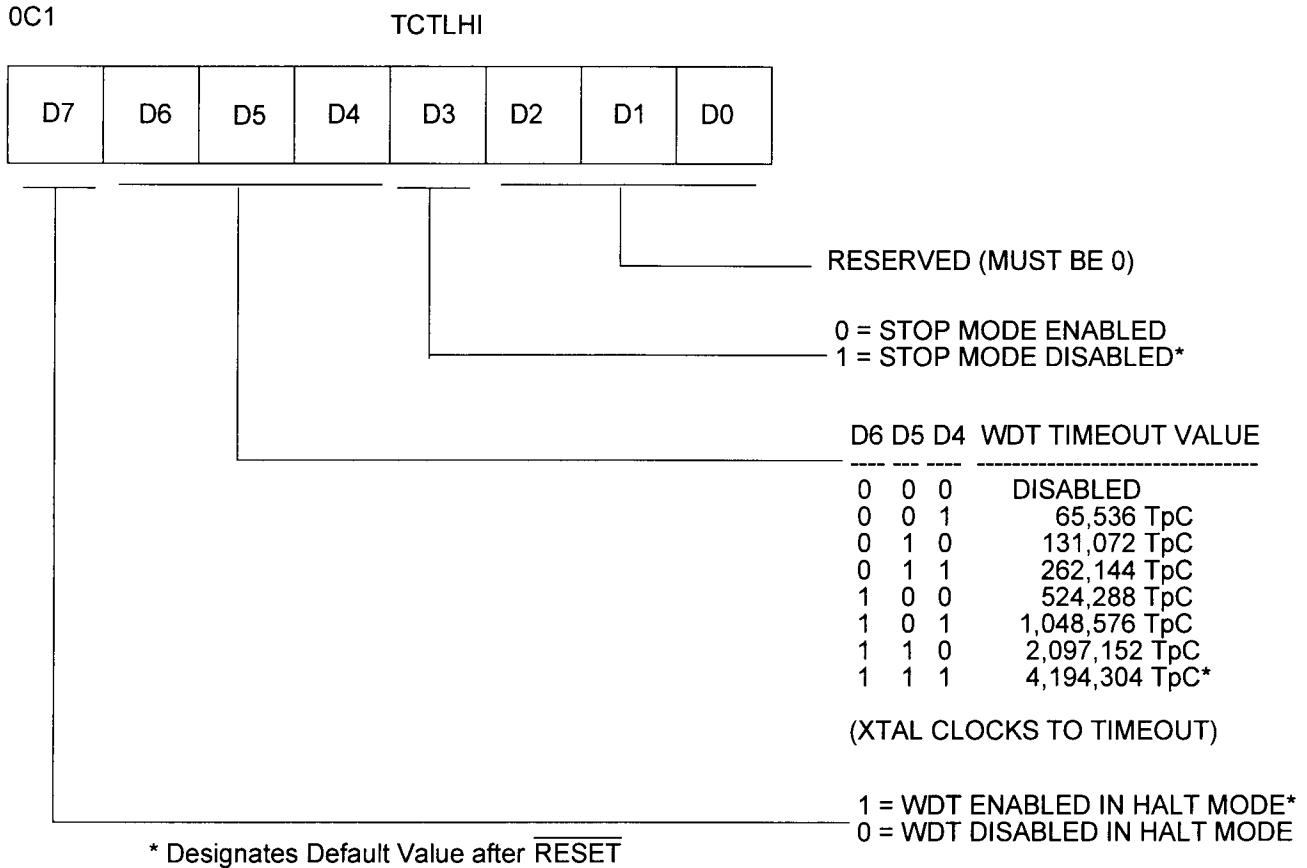 0C1
TCTLHI
D7 D6 D5 D4 D3 D2 D1 D0
RESERVED (MUST BE 0)
0 = STOP MODE ENABLED
1 = STOP MODE DISABLED*
D6 D5 D4 WDT TIMEOUT VALUE
0 0 0 DISABLED
0 0 1 65,536 TpC
0 1 0 131,072 TpC
0 1 1 262,144 TpC
1 0 0 524,288 TpC
1 0 1 1,048,576 TpC
1 1 0 2,097,152 TpC
1 1 1 4,194,304 TpC*
(XTAL CLOCKS TO TIMEOUT)
1 = WDT ENABLED IN HALT MODE*
0 = WDT DISABLED IN HALT MODE
* Designates Default Value after RESET